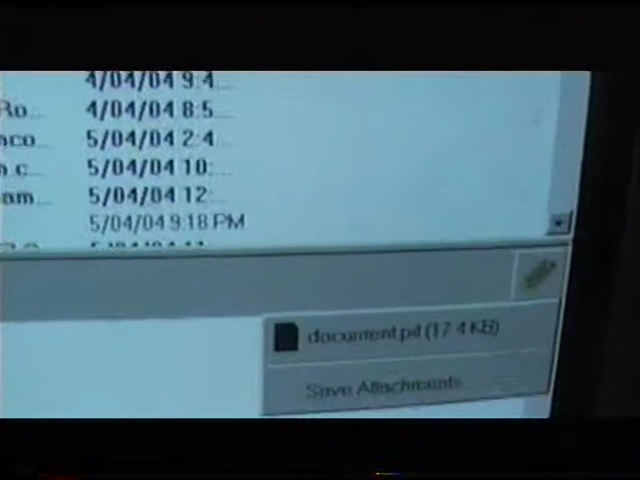 4/04/04 9:4...
Ro... 4/04/04 8:5...
aco... 5/04/04 2:4...
n c... 5/04/04 10:...
am... 5/04/04 12:...
5/04/04 9:18 PM
document.pif (17.4 KB)
Save Attachments...